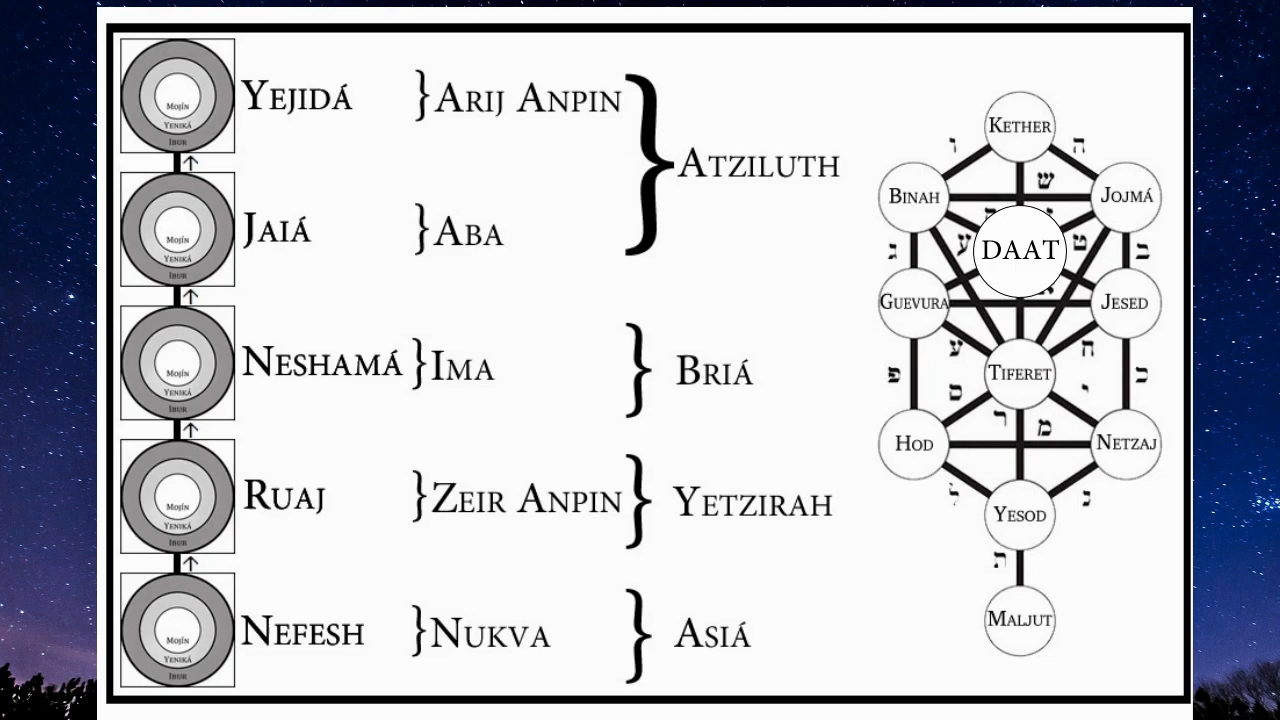 Mojín
Yeniká
Ibur
Yejidá
} Arij Anpin
}
Atziluth
↑
Mojín
Yeniká
Ibur
Jaiá
} Aba
↑
Mojín
Yeniká
Ibur
Neshamá
} Ima
}
Briá
↑
Mojín
Yeniká
Ibur
Ruaj
} Zeir Anpin
}
Yetzirah
↑
Mojín
Yeniká
Ibur
Nefesh
} Nukva
}
Asiá
Kether
ו
ה
ש
Binah
Jojmá
ע
DAAT
ט
ג
ב
Guevura
Jesed
ע
ח
פ
Tiferet
כ
ס
י
ר
מ
Hod
Netzaj
ל
נ
Yesod
ת
Maljut